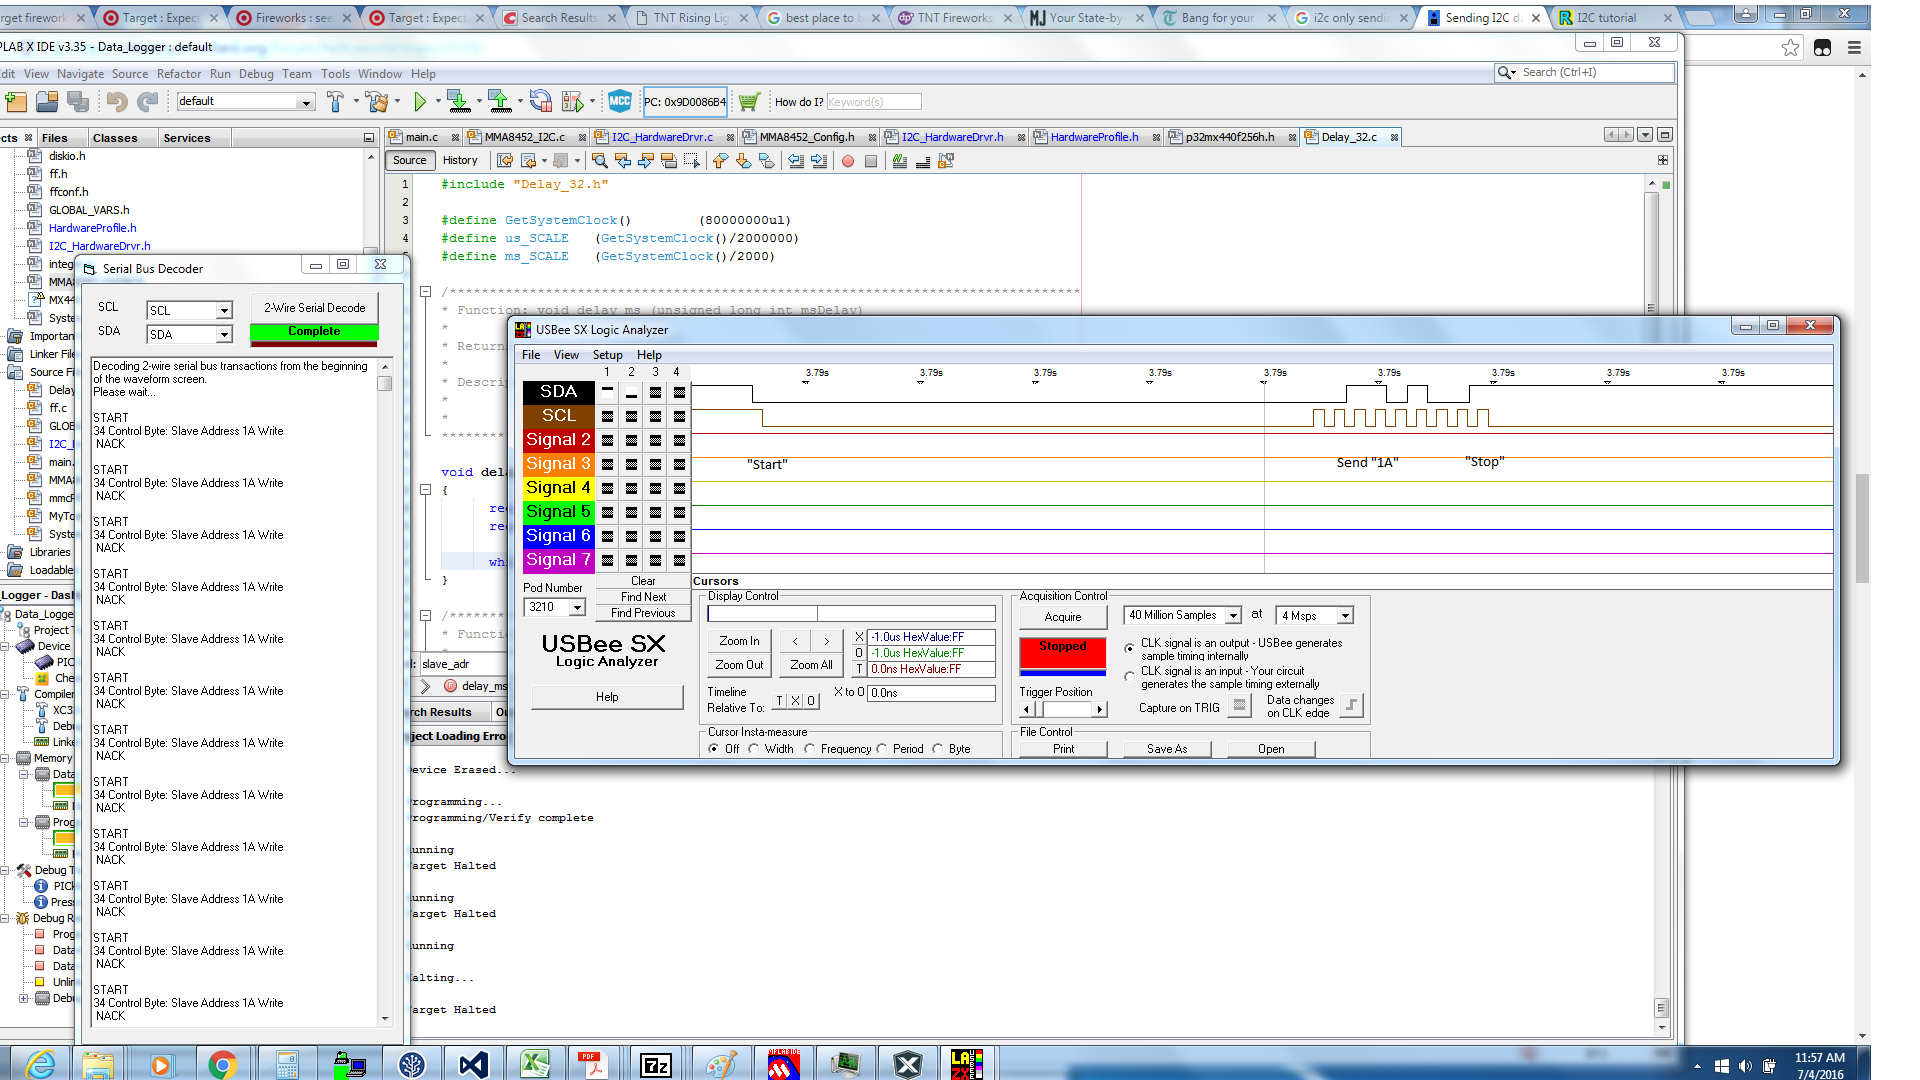 rget firework
Target : Expect
Fireworks : see
Target : Expect
Search Results
TNT Rising Lig
best place to b
TNT Fireworks
Your State-by
Bang for your
i2c only sendin
Sending I2C da
I2C tutorial
PLAB X IDE v3.35 - Data_Logger : default
dit View Navigate Source Refactor Run Debug Team Tools Window Help
Search (Ctrl+I)
default
PC: 0x9D0086B4
How do I? Keyword(s)
cts Files Classes Services
main.c MMA8452_I2C.c I2C_HardwareDrvr.c MMA8452_Config.h I2C_HardwareDrvr.h HardwareProfile.h p32mx440f256h.h Delay_32.c
Source History
diskio.h
ff.h
ffconf.h
GLOBAL_VARS.h
HardwareProfile.h
I2C_HardwareDrvr.h
integ
MMA8
MX44
Syste
Importan
Linker File
Source Fi
Delay
ff.c
GLOB
I2C_
main.
MMA8
mmcP
MyTo
Syste
Libraries
Loadable
1 #include "Delay_32.h"
2
3 #define GetSystemClock() (80000000ul)
4 #define us_SCALE (GetSystemClock()/2000000)
#define ms_SCALE (GetSystemClock()/2000)
/*******************************************************************************
* Function: void delay_ms (unsigned long int msDelay)
*
* Return
*
* Descrip
*
*
void dela
{
re
re
whi
}
* Functio
: slave_adr
delay_ms
rch Results
ject Loading Erro
evice Erased...
rogramming...
rogramming/Verify complete
unning
arget Halted
unning
arget Halted
unning
alting...
arget Halted
_Logger - Das
Data_Logge
Project T
Device
PIC
Che
Compiler
XC3
Debu
Linke
Memory
Data
Prog
Debug T
PICk
Press
Debug R
Prog
Data
Data
Unlin
Debu
Serial Bus Decoder
SCL SCL 2-Wire Serial Decode
SDA SDA Complete
Decoding 2-wire serial bus transactions from the beginning
of the waveform screen.
Please wait...
START
34 Control Byte: Slave Address 1A Write
NACK
START
34 Control Byte: Slave Address 1A Write
NACK
START
34 Control Byte: Slave Address 1A Write
NACK
START
34 Control Byte: Slave Address 1A Write
NACK
START
34 Control Byte: Slave Address 1A Write
NACK
START
34 Control Byte: Slave Address 1A Write
NACK
START
34 Control Byte: Slave Address 1A Write
NACK
START
34 Control Byte: Slave Address 1A Write
NACK
START
34 Control Byte: Slave Address 1A Write
NACK
START
34 Control Byte: Slave Address 1A Write
NACK
START
34 Control Byte: Slave Address 1A Write
NACK
START
34 Control Byte: Slave Address 1A Write
NACK
USBee SX Logic Analyzer
File View Setup Help
1 2 3 4
3.79s 3.79s 3.79s 3.79s 3.79s 3.79s 3.79s 3.79s 3.79s
SDA
SCL
Signal 2
Signal 3
Signal 4
Signal 5
Signal 6
Signal 7
"Start" Send "1A" "Stop"
Pod Number
3210
Clear
Find Next
Find Previous
USBee SX
Logic Analyzer
Help
Cursors
Display Control
Zoom In < >
Zoom Out Zoom All
X -1.0us HexValue:FF
O -1.0us HexValue:FF
T 0.0ns HexValue:FF
Timeline
Relative To: T X O
X to O 0.0ns
Cursor Insta-measure
Off Width Frequency Period Byte
Acquisition Control
Acquire 40 Million Samples at 4 Msps
Stopped
CLK signal is an output - USBee generates
sample timing internally
CLK signal is an input - Your circuit
generates the sample timing externally
Trigger Position
Capture on TRIG
Data changes
on CLK edge
File Control
Print Save As Open
11:57 AM
7/4/2016